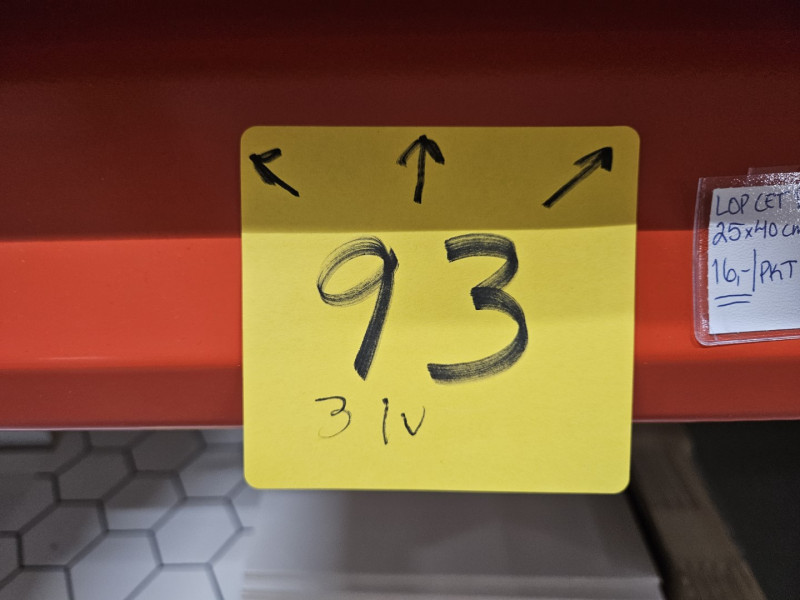 93
3 lv
LOP CET
25x40 cm
16,-/PKT